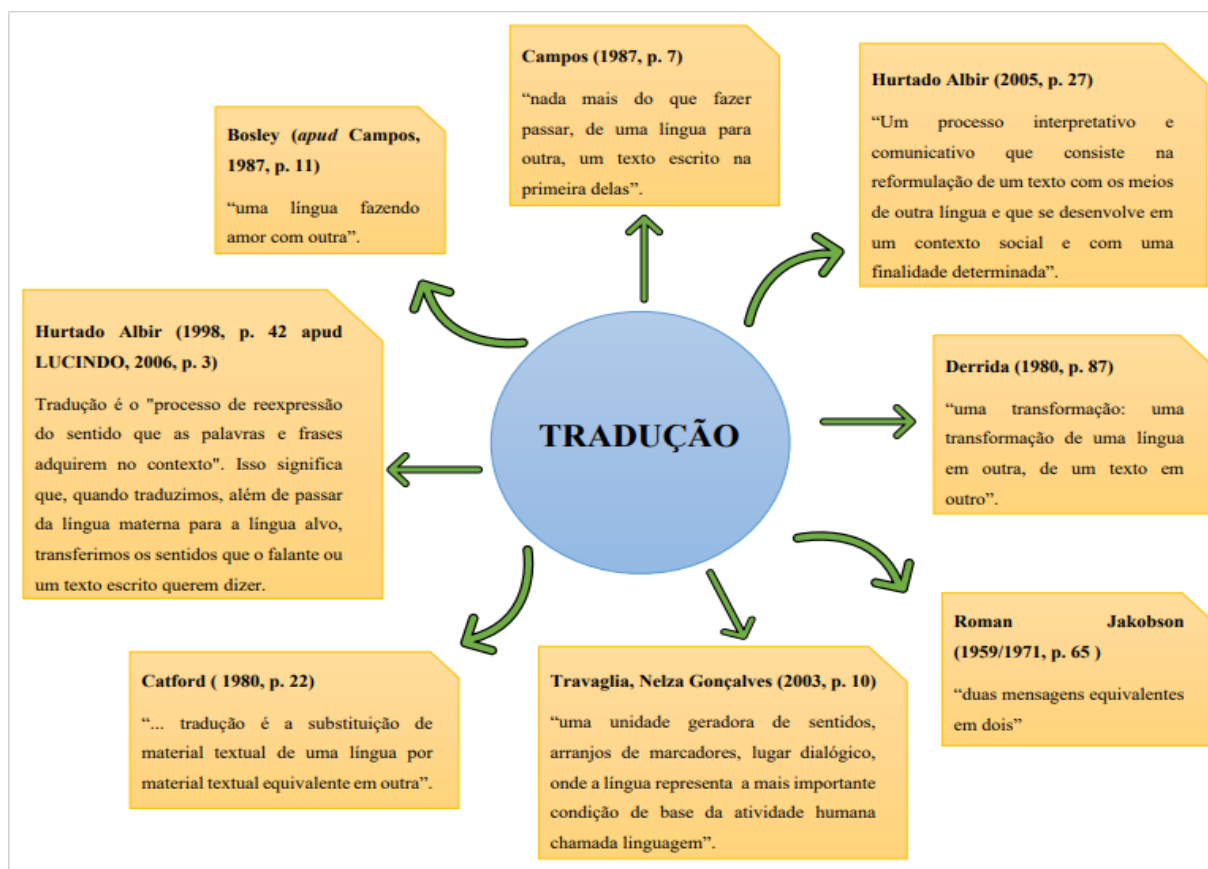 Campos (1987, p. 7)
“nada mais do que fazer
passar, de uma língua para
outra, um texto escrito na
primeira delas”.
Hurtado Albir (2005, p. 27)
“Um processo interpretativo e
comunicativo que consiste na
reformulação de um texto com os meios
de outra língua e que se desenvolve em
um contexto social e com uma
finalidade determinada”.
Bosley (apud Campos,
1987, p. 11)
“uma língua fazendo
amor com outra”.
Hurtado Albir (1998, p. 42 apud
LUCINDO, 2006, p. 3)
Tradução é o "processo de reexpressão
do sentido que as palavras e frases
adquirem no contexto". Isso significa
que, quando traduzimos, além de passar
da língua materna para a língua alvo,
transferimos os sentidos que o falante ou
um texto escrito querem dizer.
TRADUÇÃO
Derrida (1980, p. 87)
“uma transformação: uma
transformação de uma língua
em outra, de um texto em
outro”.
Roman Jakobson
(1959/1971, p. 65 )
“duas mensagens equivalentes
em dois”
Catford ( 1980, p. 22)
“... tradução é a substituição de
material textual de uma língua por
material textual equivalente em outra”.
Travaglia, Nelza Gonçalves (2003, p. 10)
“uma unidade geradora de sentidos,
arranjos de marcadores, lugar dialógico,
onde a língua representa a mais importante
condição de base da atividade humana
chamada linguagem”.